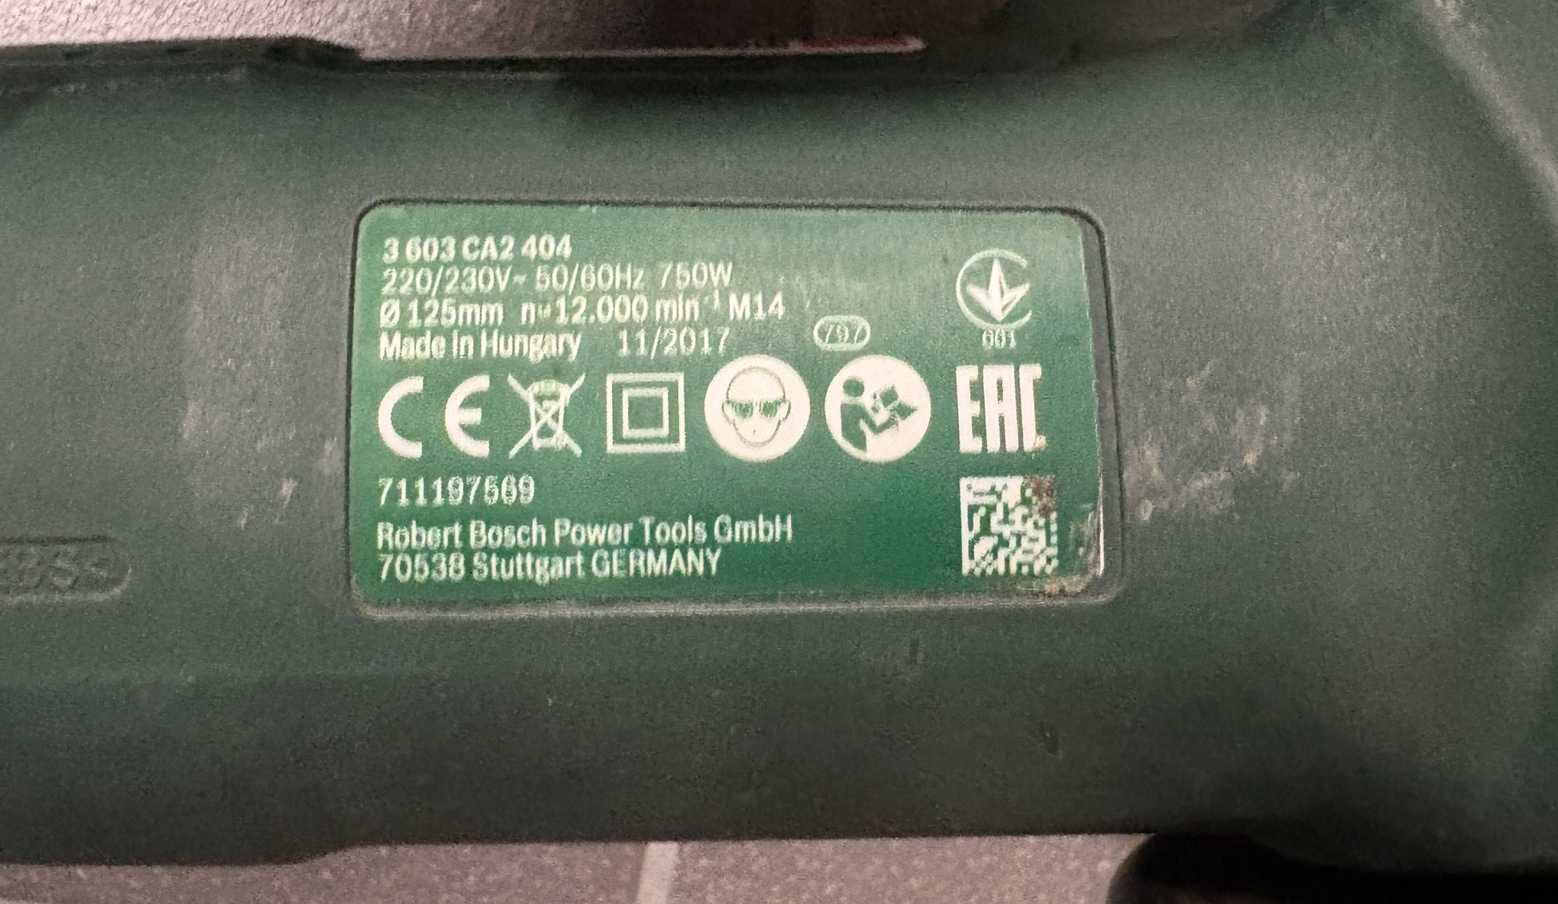 3 603 CA2 404
220/230V~ 50/60Hz 750W
Ø 125mm n=12.000 min⁻¹ M14
Made in Hungary 11/2017 797
001
CE
EAC
711197569
Robert Bosch Power Tools GmbH
70538 Stuttgart GERMANY